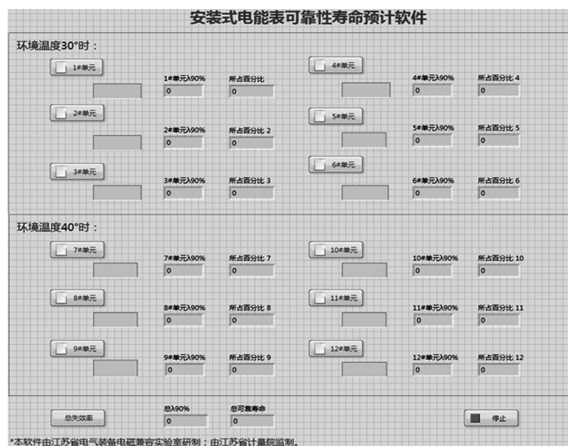 安装式电能表可靠性寿命预计软件
环境温度30°时：
1#单元
1#单元λ90%
所占百分比
0
0
4#单元
4#单元λ90%
所占百分比 4
0
0
2#单元
2#单元λ90%
所占百分比 2
0
0
5#单元
5#单元λ90%
所占百分比 5
0
0
3#单元
3#单元λ90%
所占百分比 3
0
0
6#单元
6#单元λ90%
所占百分比 6
0
0
环境温度40°时：
7#单元
7#单元λ90%
所占百分比 7
0
0
10#单元
10#单元λ90%
所占百分比 10
0
0
8#单元
8#单元λ90%
所占百分比 8
0
0
11#单元
11#单元λ90%
所占百分比 11
0
0
9#单元
9#单元λ90%
所占百分比 9
0
0
12#单元
12#单元λ90%
所占百分比 12
0
0
总失效率
总λ90%
总可靠寿命
0
0
停止
*本软件由江苏省电气装备电磁兼容实验室研制；由江苏省计量院监制。